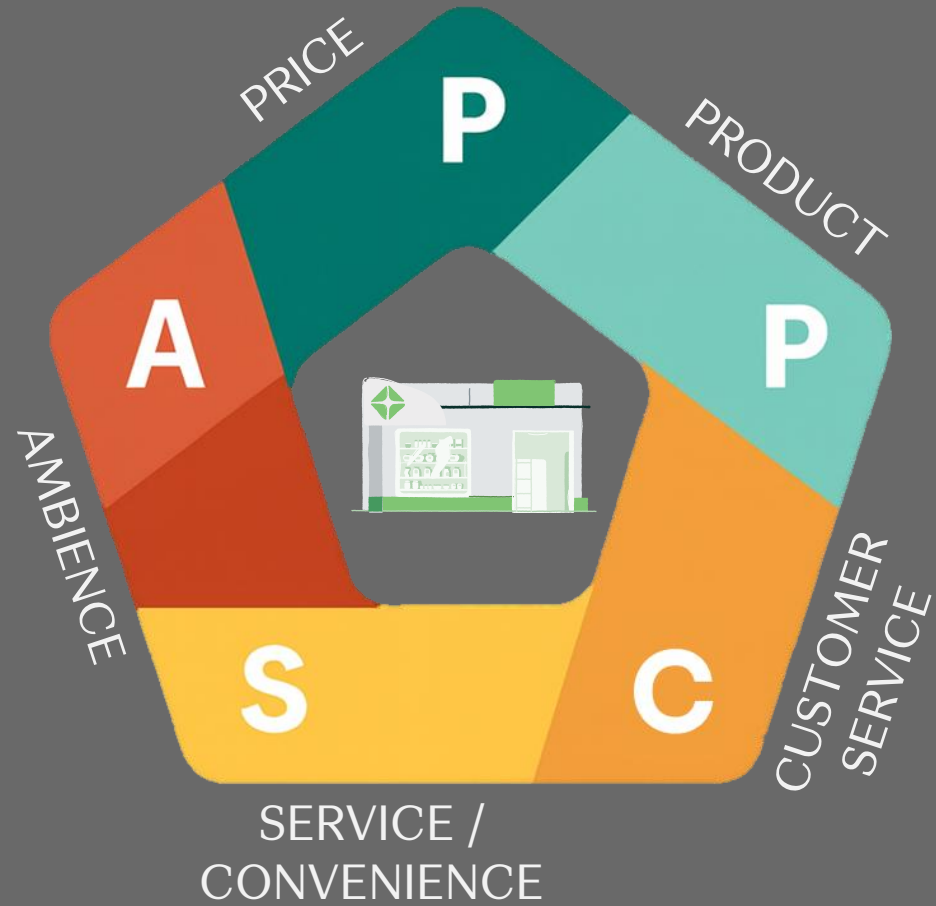 PRICE
P
PRODUCT
P
A
AMBIENCE
CUSTOMER
SERVICE
S
C
SERVICE /
CONVENIENCE